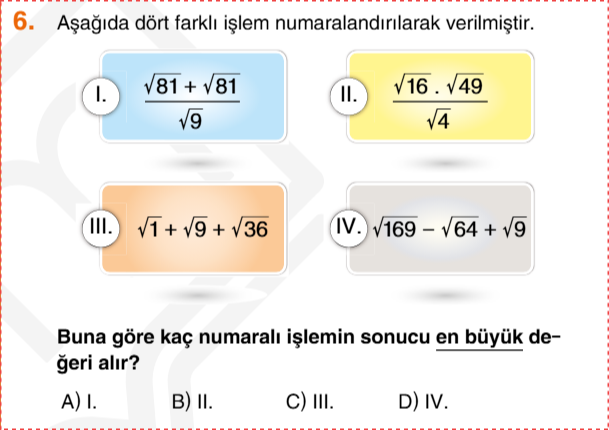 6. Aşağıda dört farklı işlem numaralandırılarak verilmiştir.
I. (√81 + √81) / √9
II. (√16 . √49) / √4
III. √1 + √9 + √36
IV. √169 − √64 + √9
Buna göre kaç numaralı işlemin sonucu en büyük de-
ğeri alır?
A) I. B) II. C) III. D) IV.